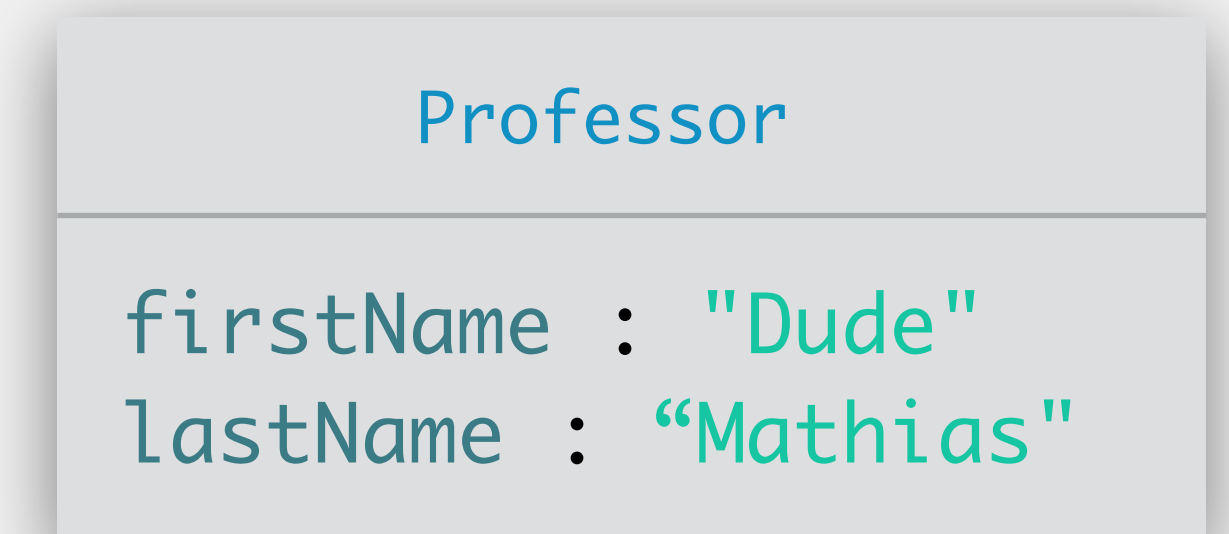 Professor
firstName : "Dude"
lastName : “Mathias"